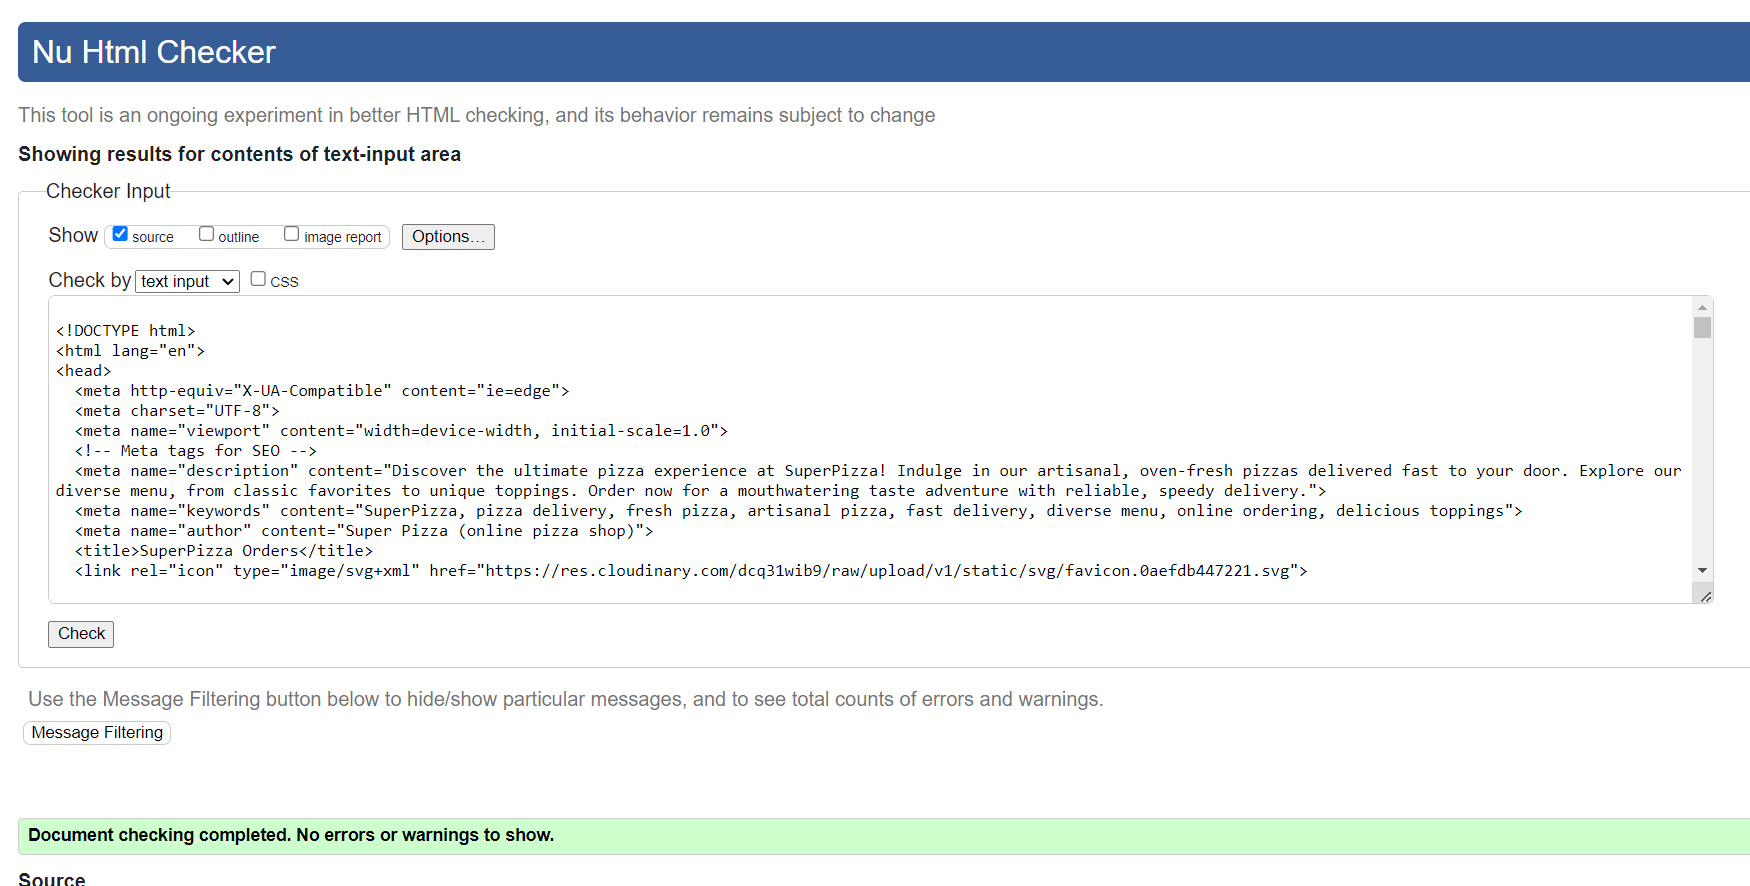 Nu Html Checker
This tool is an ongoing experiment in better HTML checking, and its behavior remains subject to change
Showing results for contents of text-input area
Checker Input
Show source outline image report Options...
Check by text input CSS
<!DOCTYPE html>
<html lang="en">
<head>
<meta http-equiv="X-UA-Compatible" content="ie=edge">
<meta charset="UTF-8">
<meta name="viewport" content="width=device-width, initial-scale=1.0">
<!-- Meta tags for SEO -->
<meta name="description" content="Discover the ultimate pizza experience at SuperPizza! Indulge in our artisanal, oven-fresh pizzas delivered fast to your door. Explore our
diverse menu, from classic favorites to unique toppings. Order now for a mouthwatering taste adventure with reliable, speedy delivery.">
<meta name="keywords" content="SuperPizza, pizza delivery, fresh pizza, artisanal pizza, fast delivery, diverse menu, online ordering, delicious toppings">
<meta name="author" content="Super Pizza (online pizza shop)">
<title>SuperPizza Orders</title>
<link rel="icon" type="image/svg+xml" href="https://res.cloudinary.com/dcq31wib9/raw/upload/v1/static/svg/favicon.0aefdb447221.svg">
Check
Use the Message Filtering button below to hide/show particular messages, and to see total counts of errors and warnings.
Message Filtering
Document checking completed. No errors or warnings to show.
Source